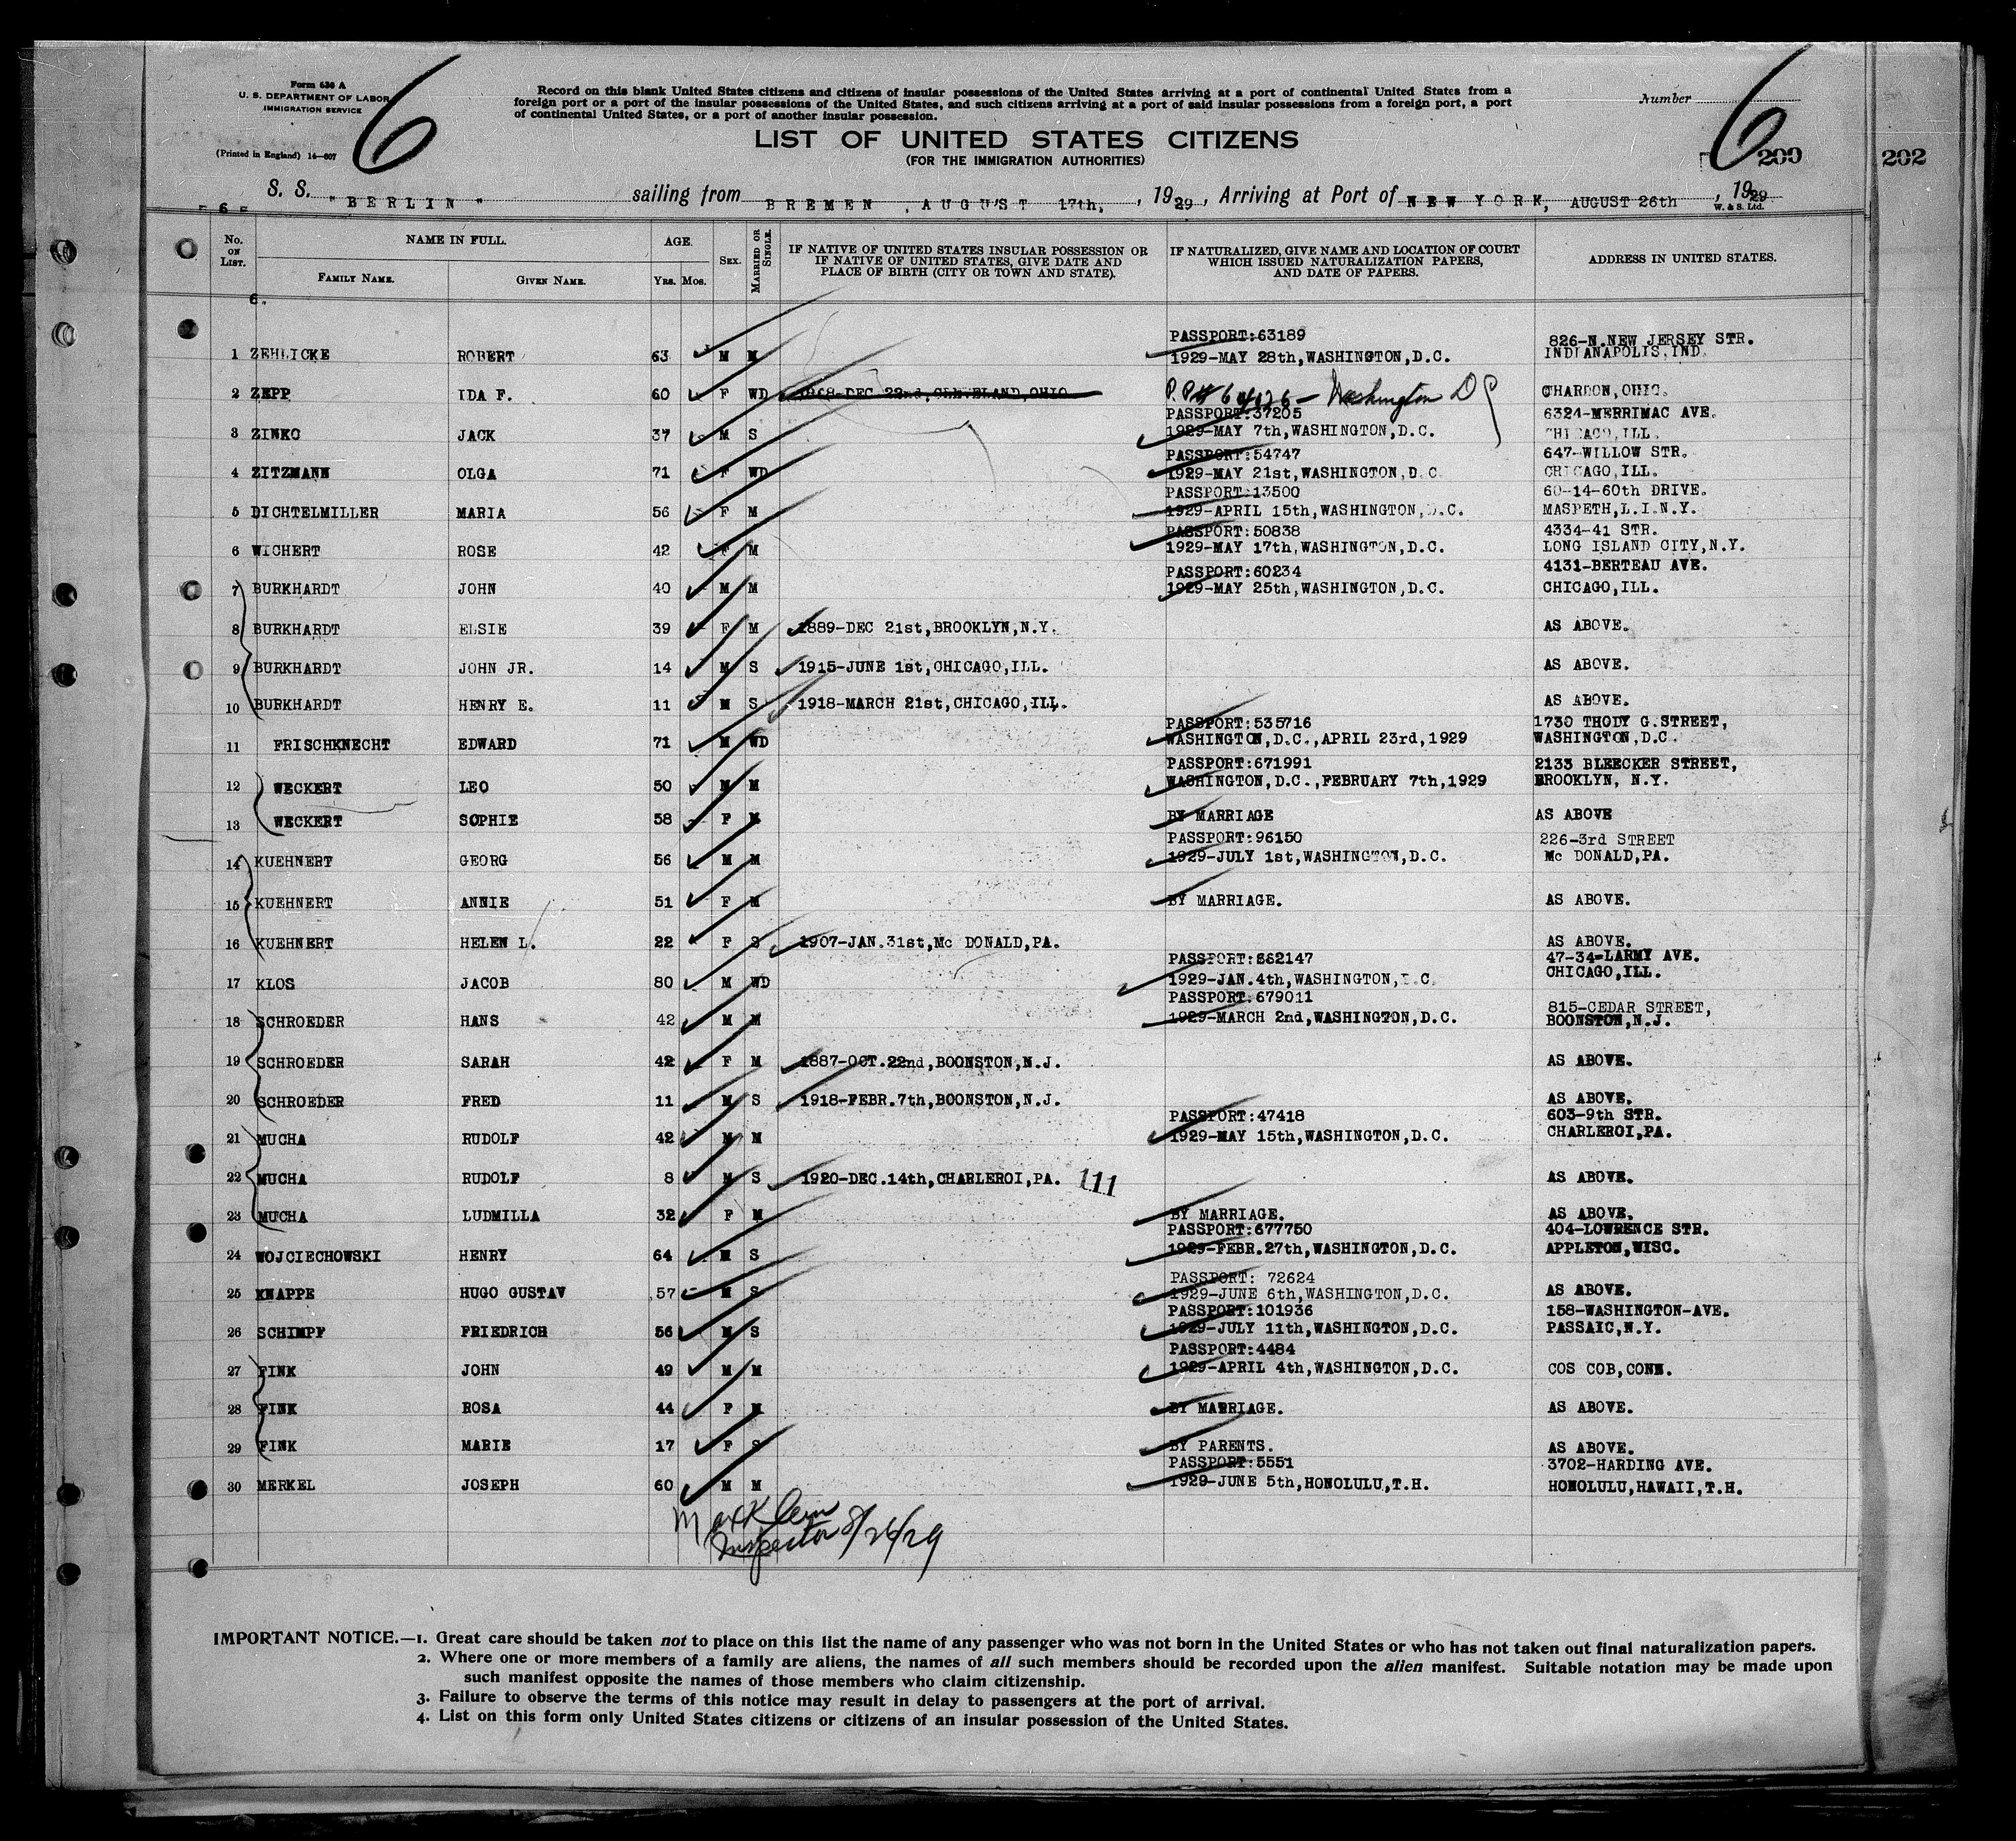 Form 630 A
U. S. DEPARTMENT OF LABOR
IMMIGRATION SERVICE
(Printed in England) 14—607
6
Record on this blank United States citizens and citizens of insular possessions of the United States arriving at a port of continental United States from a
foreign port or a port of the insular possessions of the United States, and such citizens arriving at a port of said insular possessions from a foreign port, a port
of continental United States, or a port of another insular possession.
Number
6
200
202
LIST OF UNITED STATES CITIZENS
(FOR THE IMMIGRATION AUTHORITIES)
- 6 -
S. S. "BERLIN" sailing from BREMEN, AUGUST 17th, 1929, Arriving at Port of NEW YORK, AUGUST 26th, 1929
W. & S. Ltd.
No. ON LIST. NAME IN FULL. FAMILY NAME. GIVEN NAME. AGE. YRS. MOS. SEX. MARRIED OR SINGLE. IF NATIVE OF UNITED STATES INSULAR POSSESSION OR IF NATIVE OF UNITED STATES, GIVE DATE AND PLACE OF BIRTH (CITY OR TOWN AND STATE). IF NATURALIZED, GIVE NAME AND LOCATION OF COURT WHICH ISSUED NATURALIZATION PAPERS, AND DATE OF PAPERS. ADDRESS IN UNITED STATES.
6.
PASSPORT:63189 826-N.NEW JERSEY STR.
1 ZEHLICKE ROBERT 63 M M 1929-MAY 28th,WASHINGTON,D.C. INDIANAPOLIS,IND.
2 ZEPP IDA F. 60 F WD 1868-DEC 22nd,CLEVELAND,OHIO Washington DC CHARDON,OHIO.
PASSPORT:37205 6324-MERRIMAC AVE.
3 ZINKO JACK 37 M S 1929-MAY 7th,WASHINGTON,D.C. CHICAGO,ILL.
PASSPORT:54747 647-WILLOW STR.
4 ZITZMANN OLGA 71 F WD 1929-MAY 21st,WASHINGTON,D.C. CHICAGO,ILL.
PASSPORT:13500 60-14-60th DRIVE.
5 DICHTELMILLER MARIA 56 F M 1929-APRIL 15th,WASHINGTON,D.C. MASPETH,L.I.N.Y.
PASSPORT:50838 4334-41 STR.
6 WICHERT ROSE 42 F M 1929-MAY 17th,WASHINGTON,D.C. LONG ISLAND CITY,N.Y.
PASSPORT:60234 4131-BERTEAU AVE.
7 BURKHARDT JOHN 40 M M 1929-MAY 25th,WASHINGTON,D.C. CHICAGO,ILL.
8 BURKHARDT ELSIE 39 F M 1889-DEC 21st,BROOKLYN,N.Y. AS ABOVE.
9 BURKHARDT JOHN JR. 14 M S 1915-JUNE 1st,CHICAGO,ILL. AS ABOVE.
10 BURKHARDT HENRY E. 11 M S 1918-MARCH 21st,CHICAGO,ILL. AS ABOVE.
PASSPORT:535716 1730 THODY G.STREET,
11 FRISCHKNECHT EDWARD 71 M WD WASHINGTON,D.C.,APRIL 23rd,1929 WASHINGTON,D.C.
PASSPORT:671991 2133 BLEECKER STREET,
12 WECKERT LEO 50 M M WASHINGTON,D.C.,FEBRUARY 7th,1929 BROOKLYN, N.Y.
13 WECKERT SOPHIE 58 F M BY MARRIAGE AS ABOVE
PASSPORT:96150 226-3rd STREET
14 KUEHNERT GEORG 56 M M 1929-JULY 1st,WASHINGTON,D.C. Mc DONALD,PA.
15 KUEHNERT ANNIE 51 F M BY MARRIAGE. AS ABOVE.
16 KUEHNERT HELEN L. 22 F S 1907-JAN.31st,Mc DONALD,PA. AS ABOVE.
PASSPORT:662147 47-34-LARMY AVE.
17 KLOS JACOB 80 M WD 1929-JAN.4th,WASHINGTON,D.C. CHICAGO,ILL.
PASSPORT:679011 815-CEDAR STREET,
18 SCHROEDER HANS 42 M M 1929-MARCH 2nd,WASHINGTON,D.C. BOONSTON,N.J.
19 SCHROEDER SARAH 42 F M 1887-OCT.22nd,BOONSTON,N.J. AS ABOVE.
20 SCHROEDER FRED 11 M S 1918-FEBR.7th,BOONSTON,N.J. AS ABOVE.
PASSPORT:47418 603-9th STR.
21 MUCHA RUDOLF 42 M M 1929-MAY 15th,WASHINGTON,D.C. CHARLEROI,PA.
22 MUCHA RUDOLF 8 M S 1920-DEC.14th,CHARLEROI,PA. 111 AS ABOVE.
23 MUCHA LUDMILLA 32 F M BY MARRIAGE. AS ABOVE.
PASSPORT:677750 404-LOWRENCE STR.
24 WOJCIECHOWSKI HENRY 64 M S 1929-FEBR.27th,WASHINGTON,D.C. APPLETON,WISC.
PASSPORT: 72624
25 KNAPPE HUGO GUSTAV 57 M S 1929-JUNE 6th,WASHINGTON,D.C. AS ABOVE.
PASSPORT:101936 158-WASHINGTON-AVE.
26 SCHIMPF FRIEDRICH 56 M S 1929-JULY 11th,WASHINGTON,D.C. PASSAIC,N.Y.
PASSPORT:4484
27 FINK JOHN 49 M M 1929-APRIL 4th,WASHINGTON,D.C. COS COB,CONN.
28 FINK ROSA 44 F M BY MARRIAGE. AS ABOVE.
29 FINK MARIE 17 F S BY PARENTS. AS ABOVE.
PASSPORT:5551 3702-HARDING AVE.
30 MERKEL JOSEPH 60 M M 1929-JUNE 5th,HONOLULU,T.H. HONOLULU,HAWAII,T.H.
Max Klein
Inspector 8/26/29
IMPORTANT NOTICE.—1. Great care should be taken not to place on this list the name of any passenger who was not born in the United States or who has not taken out final naturalization papers.
2. Where one or more members of a family are aliens, the names of all such members should be recorded upon the alien manifest. Suitable notation may be made upon
such manifest opposite the names of those members who claim citizenship.
3. Failure to observe the terms of this notice may result in delay to passengers at the port of arrival.
4. List on this form only United States citizens or citizens of an insular possession of the United States.